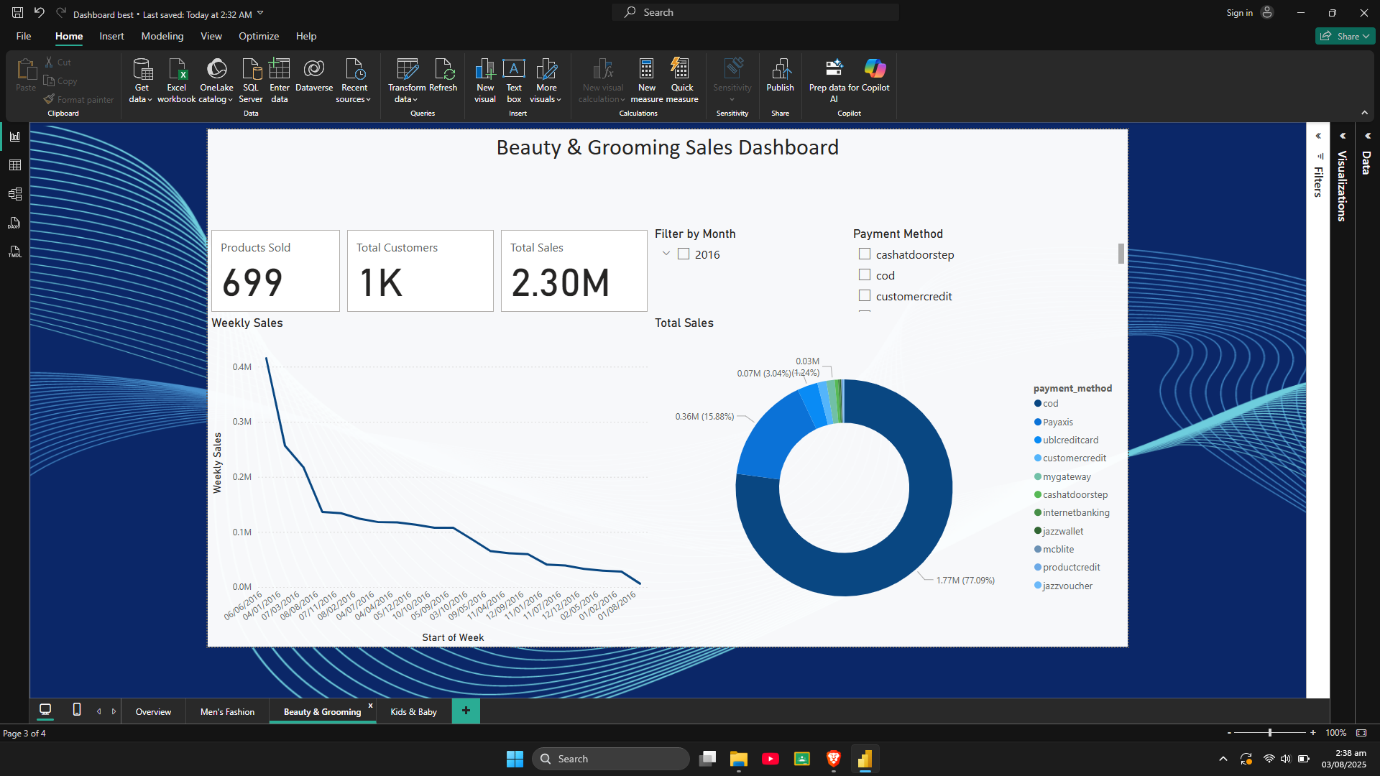 Dashboard best • Last saved: Today at 2:32 AM
Search
Sign in
File Home Insert Modeling View Optimize Help
Share
Paste
Cut
Copy
Format painter
Clipboard
Get data
Excel workbook
OneLake catalog
SQL Server
Enter data
Dataverse
Recent sources
Data
Transform data
Refresh
Queries
New visual
Text box
More visuals
Insert
New visual calculation
New measure
Quick measure
Calculations
Sensitivity
Sensitivity
Publish
Share
Prep data for AI
Copilot
Copilot
Beauty & Grooming Sales Dashboard
Products Sold
699
Total Customers
1K
Total Sales
2.30M
Filter by Month
2016
Payment Method
cashatdoorstep
cod
customercredit
Weekly Sales
Weekly Sales
0.4M
0.3M
0.2M
0.1M
0.0M
06/06/2016
04/01/2016
07/03/2016
08/08/2016
07/11/2016
08/02/2016
04/07/2016
04/04/2016
05/12/2016
10/10/2016
05/09/2016
03/10/2016
09/05/2016
11/04/2016
12/09/2016
11/01/2016
11/07/2016
12/12/2016
02/05/2016
01/02/2016
01/08/2016
Start of Week
Total Sales
0.03M
(1.24%)
0.07M (3.04%)
0.36M (15.88%)
1.77M (77.09%)
payment_method
cod
Payaxis
ublcreditcard
customercredit
mygateway
cashatdoorstep
internetbanking
jazzwallet
mcblite
productcredit
jazzvoucher
Filters
Visualizations
Data
Overview
Men's Fashion
Beauty & Grooming
Kids & Baby
Page 3 of 4
100%
Search
2:38 am
03/08/2025